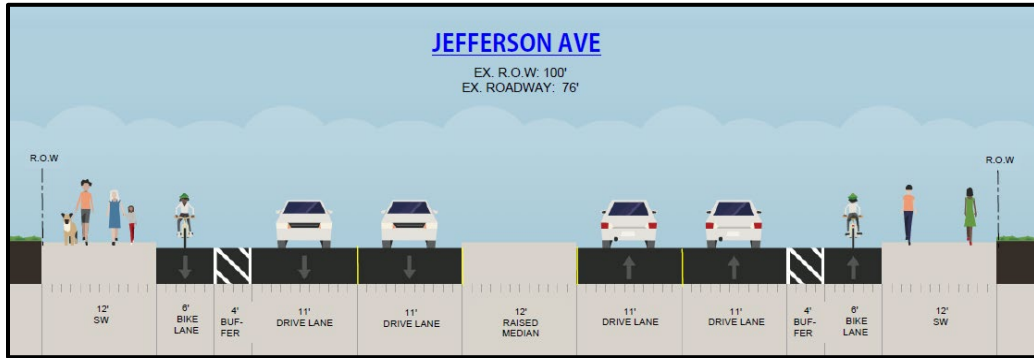 JEFFERSON AVE
EX. R.O.W: 100'
EX. ROADWAY: 76'
R.O.W
R.O.W
12'
SW
6'
BIKE
LANE
4'
BUF-
FER
11'
DRIVE LANE
11'
DRIVE LANE
12'
RAISED
MEDIAN
11'
DRIVE LANE
11'
DRIVE LANE
4'
BUF-
FER
6'
BIKE
LANE
12'
SW